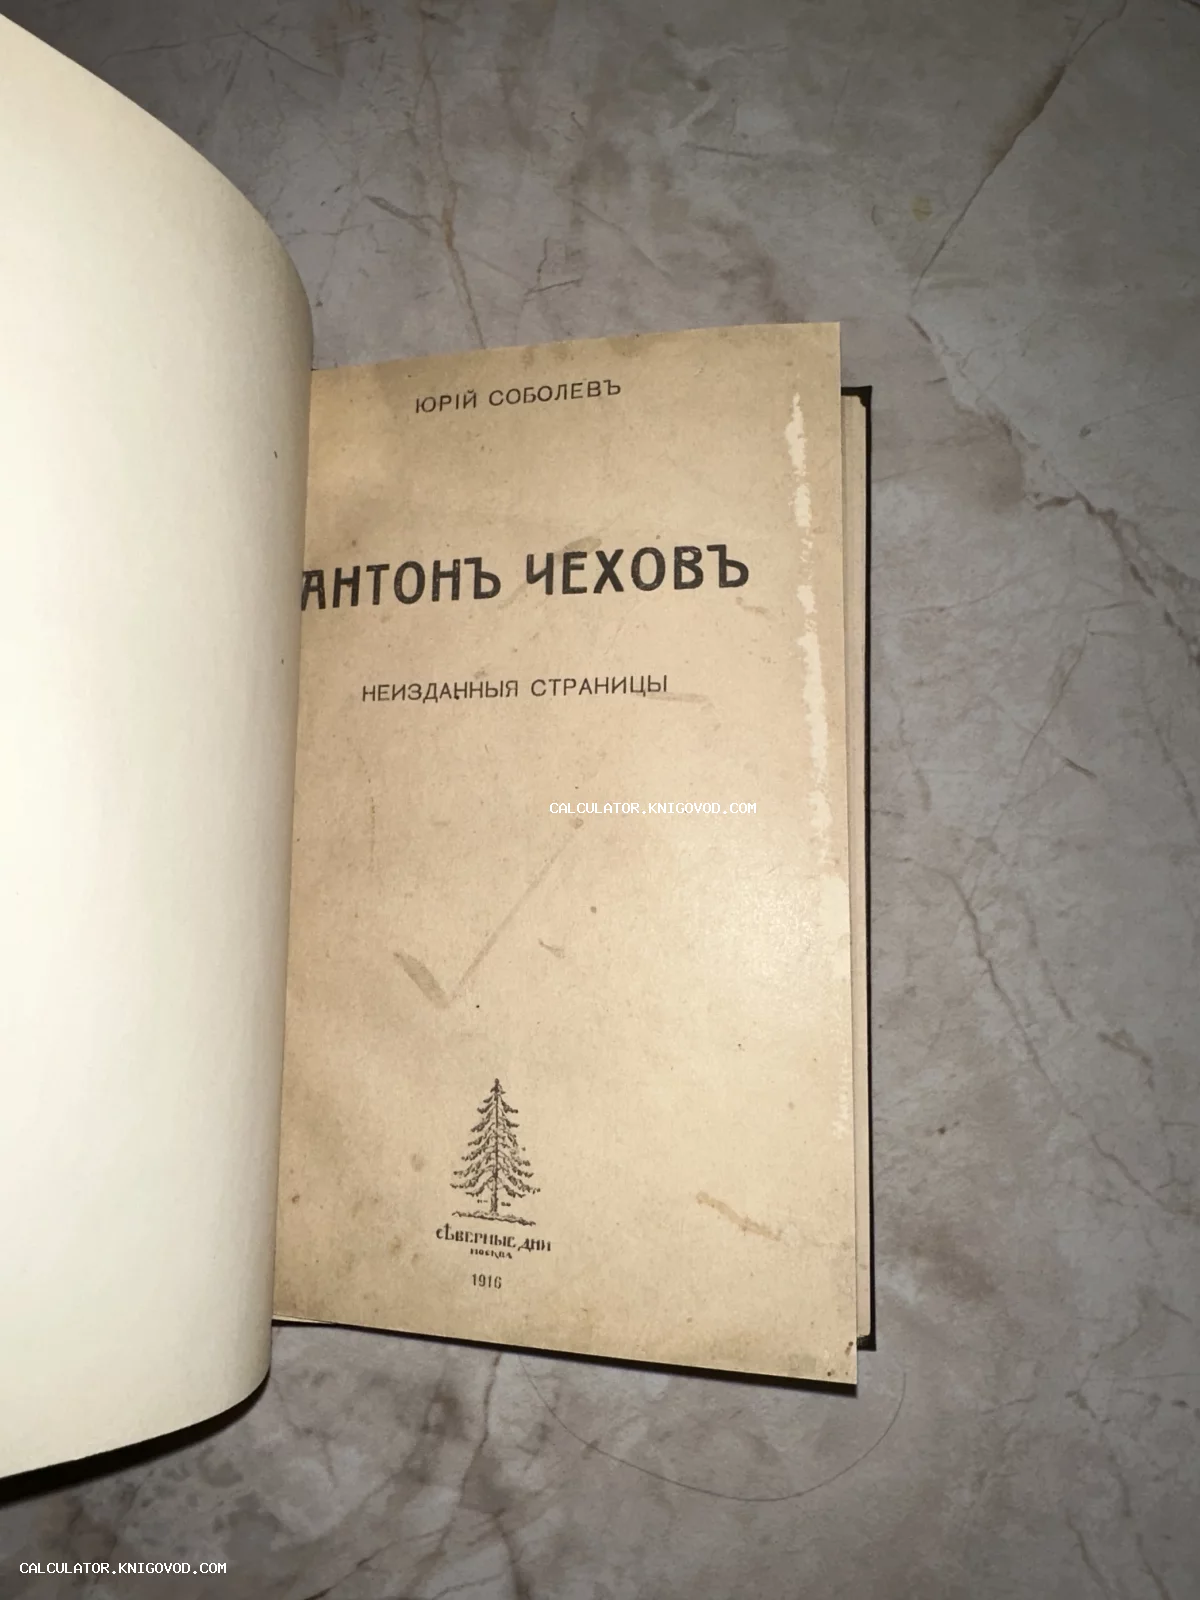 ЮРІЙ СОБОЛЕВЪ
АНТОНЪ ЧЕХОВЪ
НЕИЗДАННЫЯ СТРАНИЦЫ
CALCULATOR.KNIGOVOD.COM
СѢВЕРНЫЕ ДНИ
МОСКВА
1916
CALCULATOR.KNIGOVOD.COM